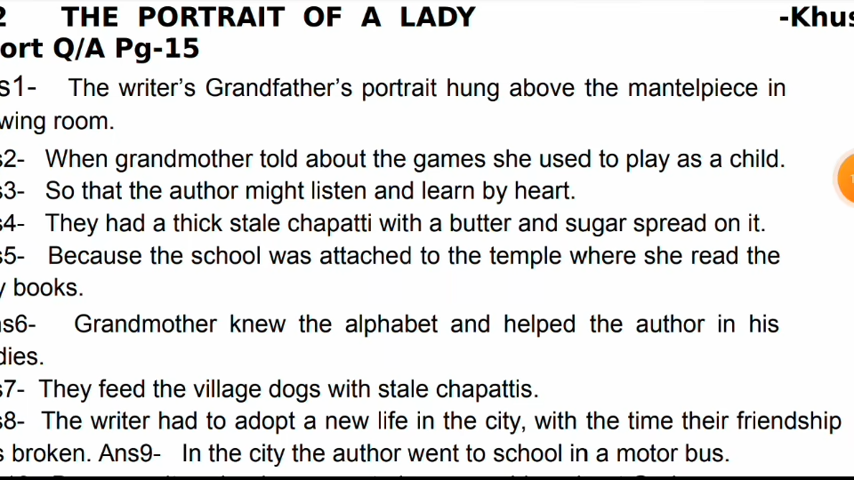 2 THE PORTRAIT OF A LADY -Khus
ort Q/A Pg-15
s1- The writer's Grandfather's portrait hung above the mantelpiece in
wing room.
s2- When grandmother told about the games she used to play as a child.
s3- So that the author might listen and learn by heart.
s4- They had a thick stale chapatti with a butter and sugar spread on it.
s5- Because the school was attached to the temple where she read the
y books.
ns6- Grandmother knew the alphabet and helped the author in his
dies.
s7- They feed the village dogs with stale chapattis.
s8- The writer had to adopt a new life in the city, with the time their friendship
s broken. Ans9- In the city the author went to school in a motor bus.